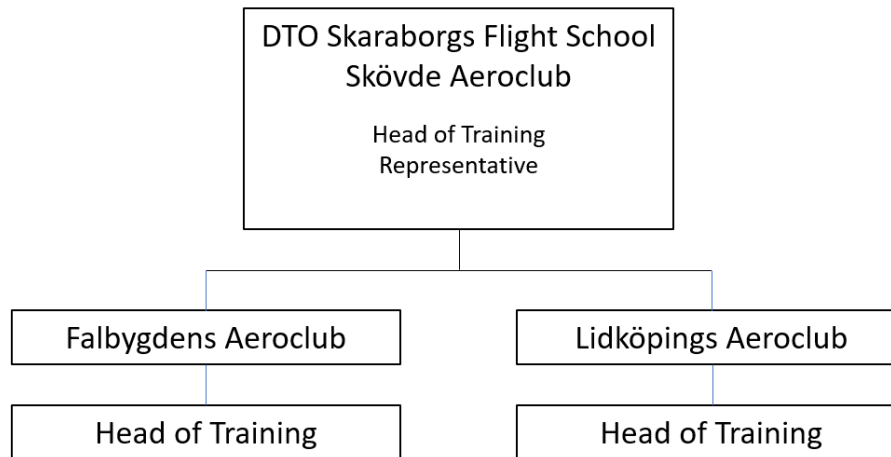 DTO Skaraborgs Flight School
Skövde Aeroclub
Head of Training
Representative
Falbygdens Aeroclub
Lidköpings Aeroclub
Head of Training
Head of Training